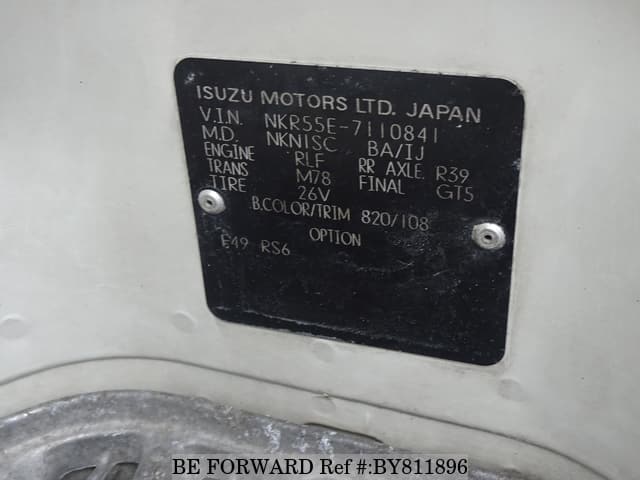 ISUZU MOTORS LTD. JAPAN
V.I.N. NKR55E-7110841
M.D. NKN1SC BA/IJ
ENGINE RLF RR AXLE. R39
TRANS M78 FINAL GT5
TIRE 26V
B.COLOR/TRIM 820/108
OPTION
E49 RS6
BE FORWARD Ref #BY811896